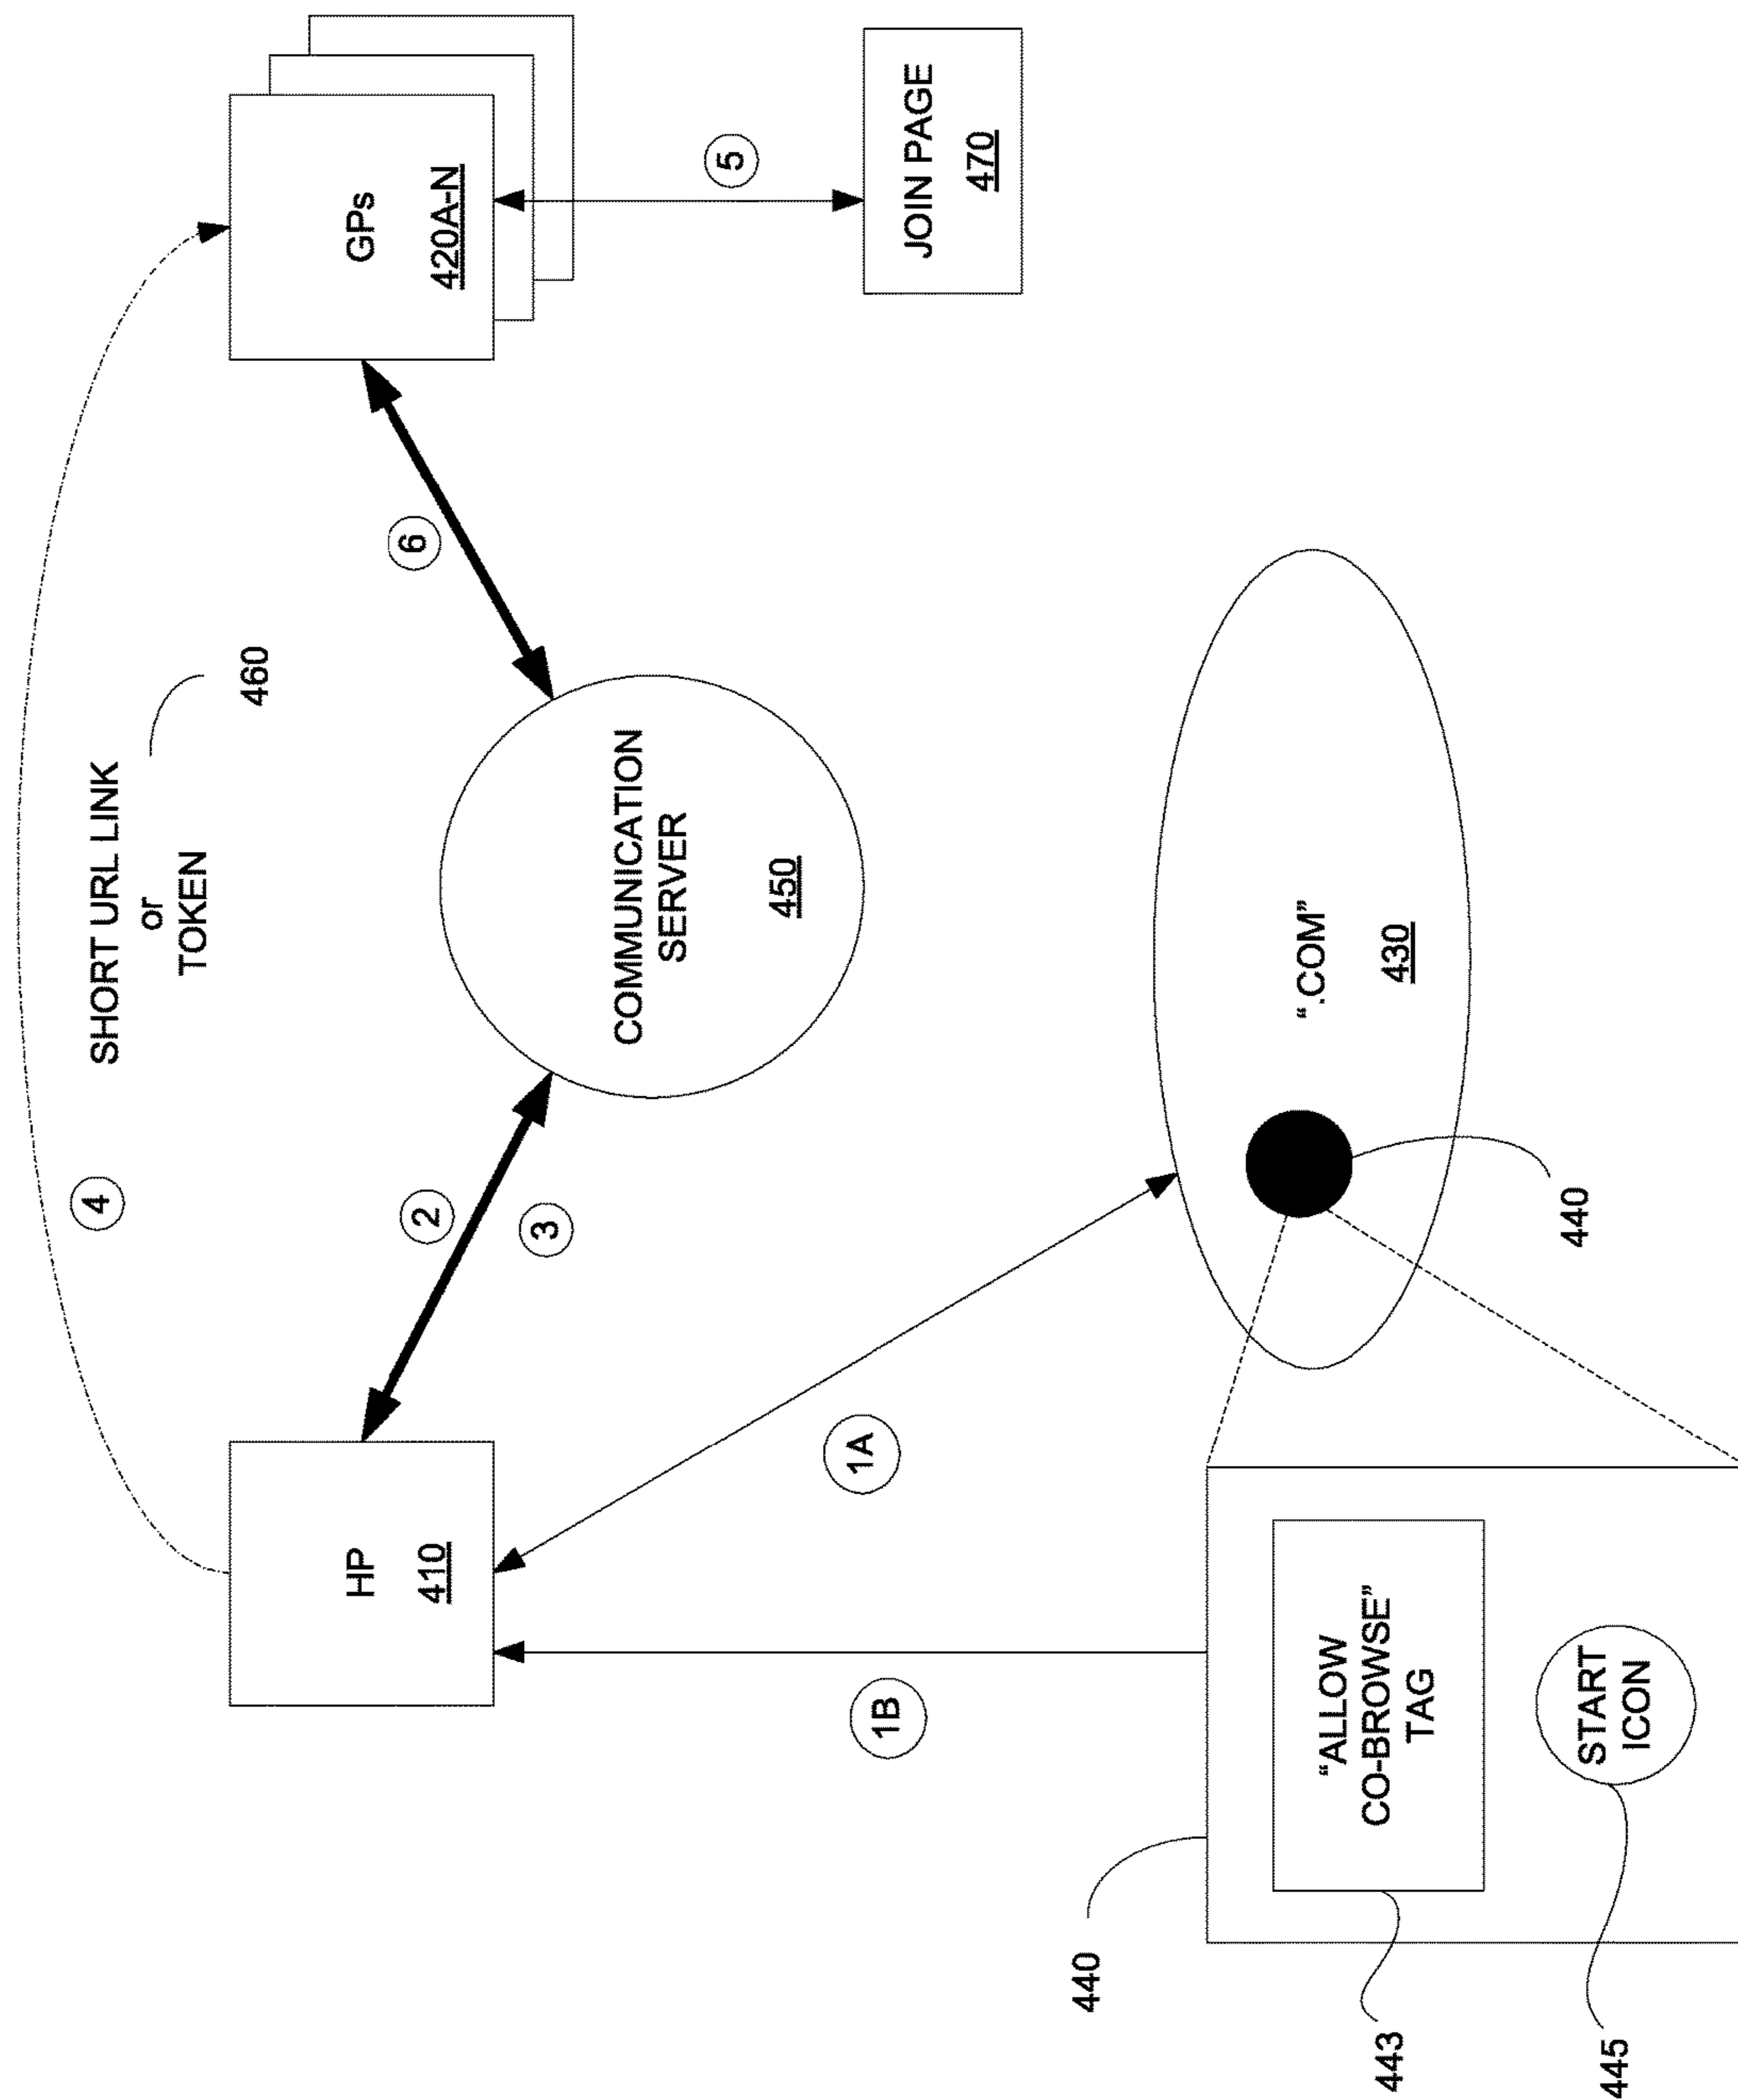 4
SHORT URL LINK
or
TOKEN
460
HP
410
2
3
COMMUNICATION
SERVER
450
6
GPs
420A-N
5
JOIN PAGE
470
1B
1A
440
“ALLOW
CO-BROWSE”
TAG
443
START
ICON
445
“.COM”
430
440